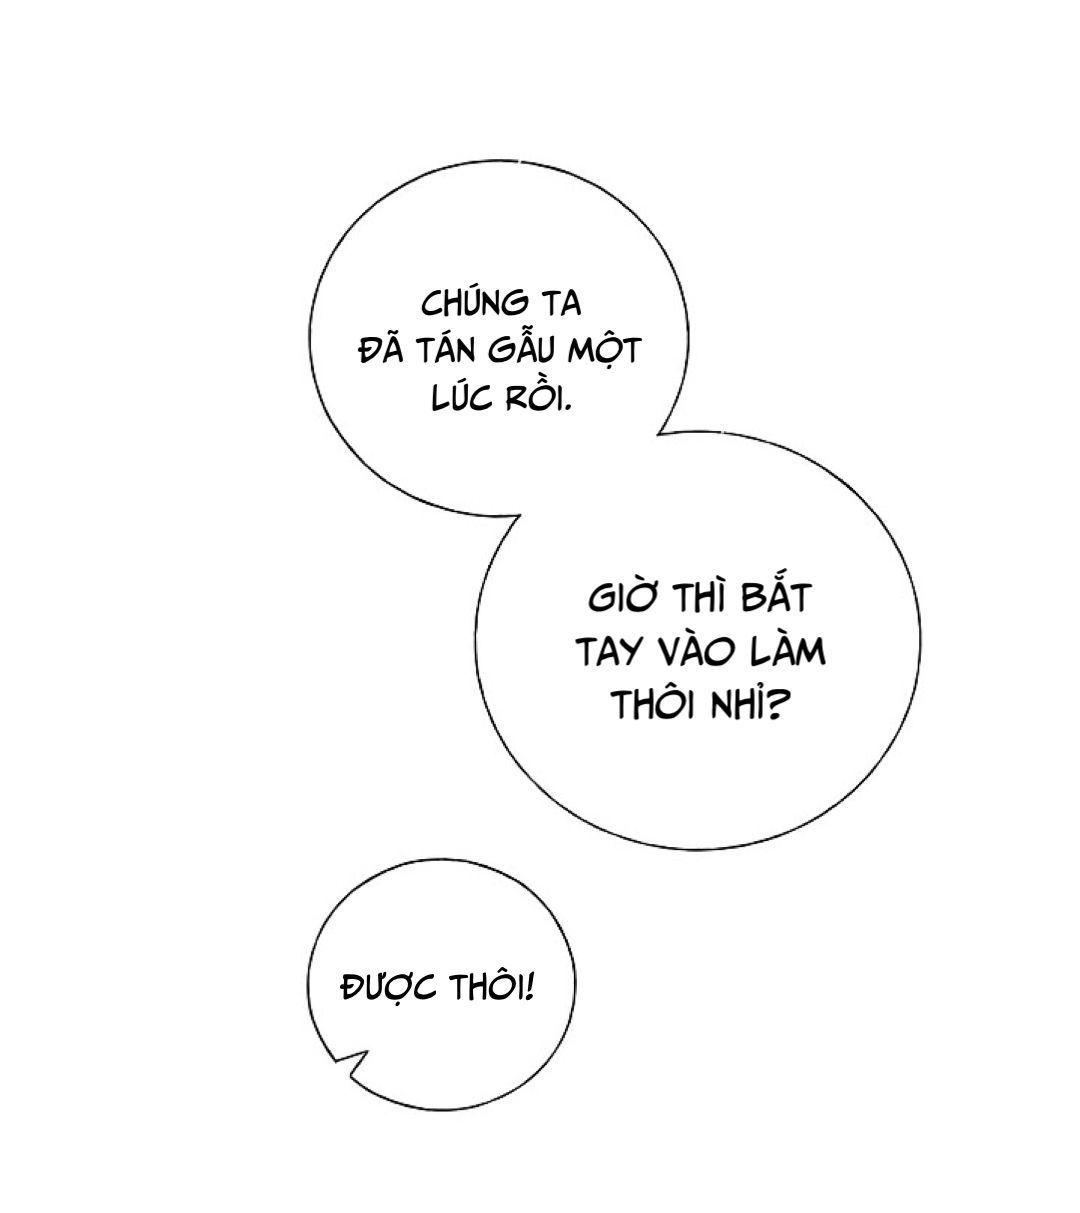 CHÚNG TA
ĐÃ TÁN GẪU MỘT
LÚC RỒI.
GIỜ THÌ BẮT
TAY VÀO LÀM
THÔI NHỈ?
ĐƯỢC THÔI!